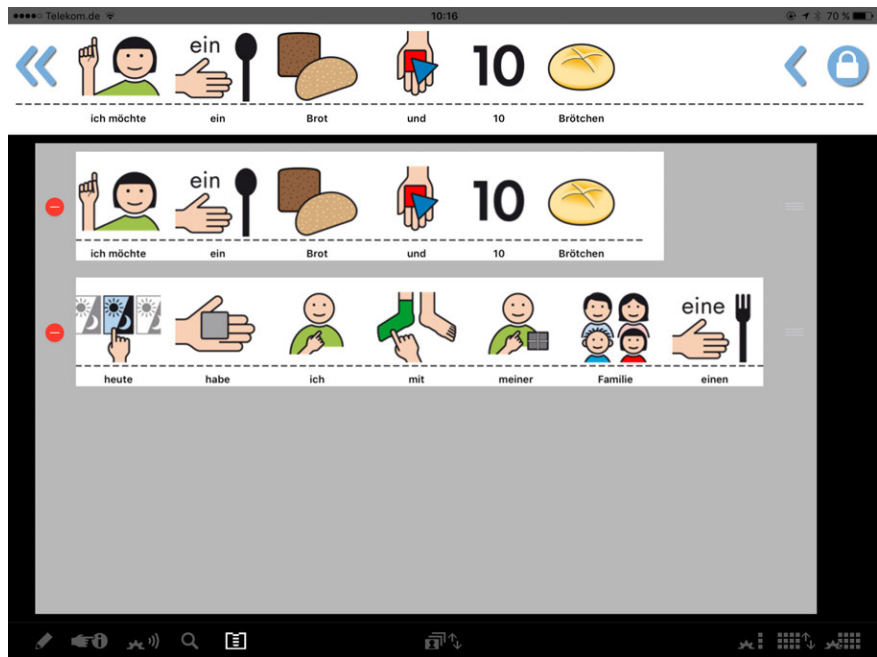 Telekom.de 10:16 70 %
ein 10
ich möchte ein Brot und 10 Brötchen
ein 10
ich möchte ein Brot und 10 Brötchen
eine
heute habe ich mit meiner Familie einen